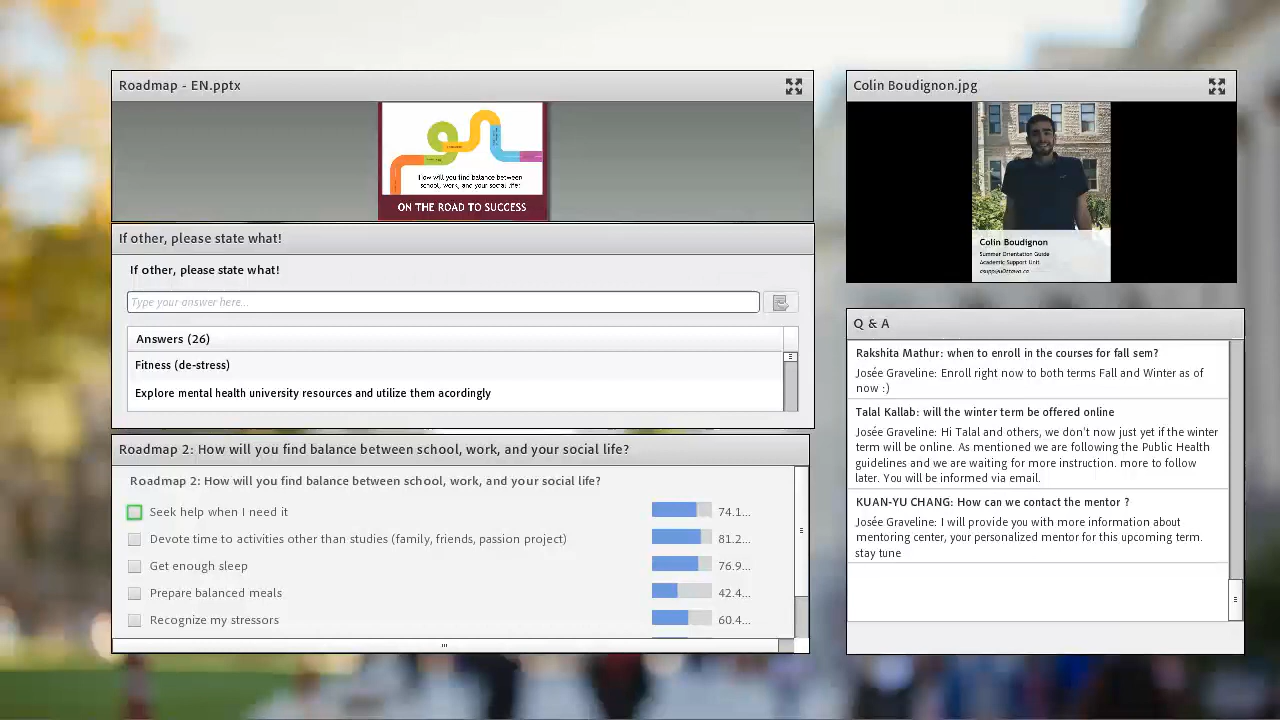 Roadmap - EN.pptx
How will you find balance between
school, work, and your social life?
ON THE ROAD TO SUCCESS
If other, please state what!
If other, please state what!
Type your answer here...
Answers (26)
Fitness (de-stress)
Explore mental health university resources and utilize them acordingly
Roadmap 2: How will you find balance between school, work, and your social life?
Roadmap 2: How will you find balance between school, work, and your social life?
Seek help when I need it 74.1...
Devote time to activities other than studies (family, friends, passion project) 81.2...
Get enough sleep 76.9...
Prepare balanced meals 42.4...
Recognize my stressors 60.4...
Colin Boudignon.jpg
Colin Boudignon
Summer Orientation Guide
Academic Support Unit
Q & A
Rakshita Mathur: when to enroll in the courses for fall sem?
Josée Graveline: Enroll right now to both terms Fall and Winter as of
now :)
Talal Kallab: will the winter term be offered online
Josée Graveline: Hi Talal and others, we don't now just yet if the winter
term will be online. As mentioned we are following the Public Health
guidelines and we are waiting for more instruction. more to follow
later. You will be informed via email.
KUAN-YU CHANG: How can we contact the mentor ?
Josée Graveline: I will provide you with more information about
mentoring center, your personalized mentor for this upcoming term.
stay tune